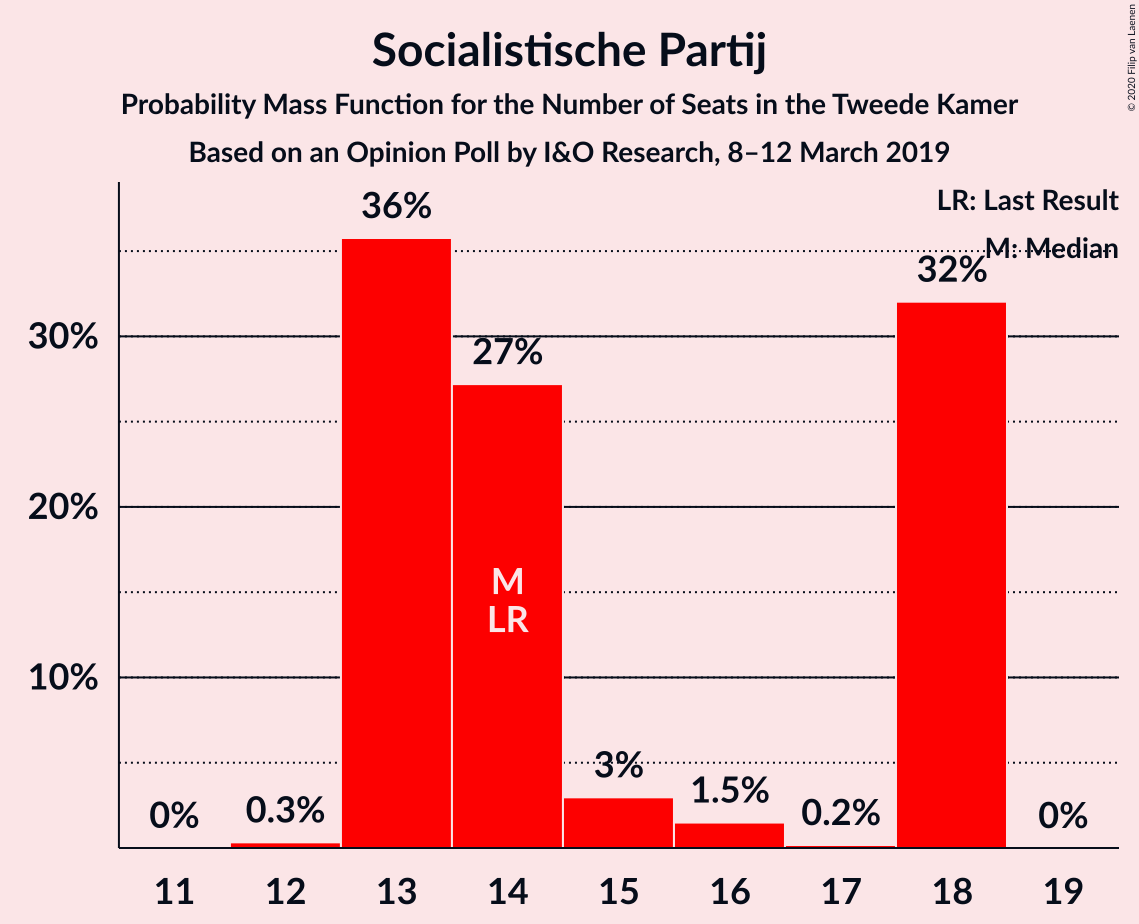 Socialistische Partij
Probability Mass Function for the Number of Seats in the Tweede Kamer
Based on an Opinion Poll by I&O Research, 8–12 March 2019
© 2020 Filip van Laenen
LR: Last Result
M: Median
36%
32%
30%
27%
20%
M
LR
10%
3%
1.5%
0%
0.3%
0.2%
0%
11 12 13 14 15 16 17 18 19